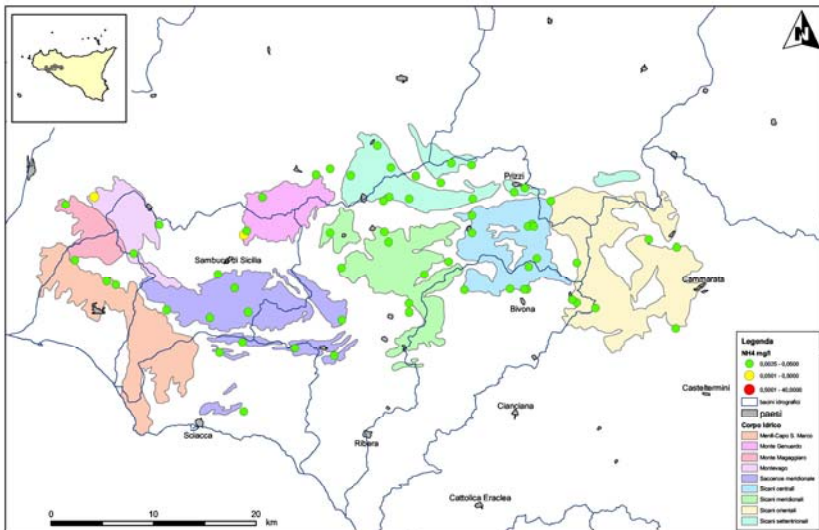 N
Prizzi
Sambuca di Sicilia
Cammarata
Bivona
Casteltermini
Cianciana
Sciacca
Ribera
Cattolica Eraclea
0 10 20
km
Legenda
NH4 mg/l
0,0025 - 0,0500
0,0501 - 0,5000
0,5001 - 40,0000
bacini idrografici
paesi
Corpo Idrico
Menfi-Capo S. Marco
Monte Genuardo
Monte Magaggiaro
Montevago
Saccense meridionale
Sicani centrali
Sicani meridionali
Sicani orientali
Sicani settentrionali